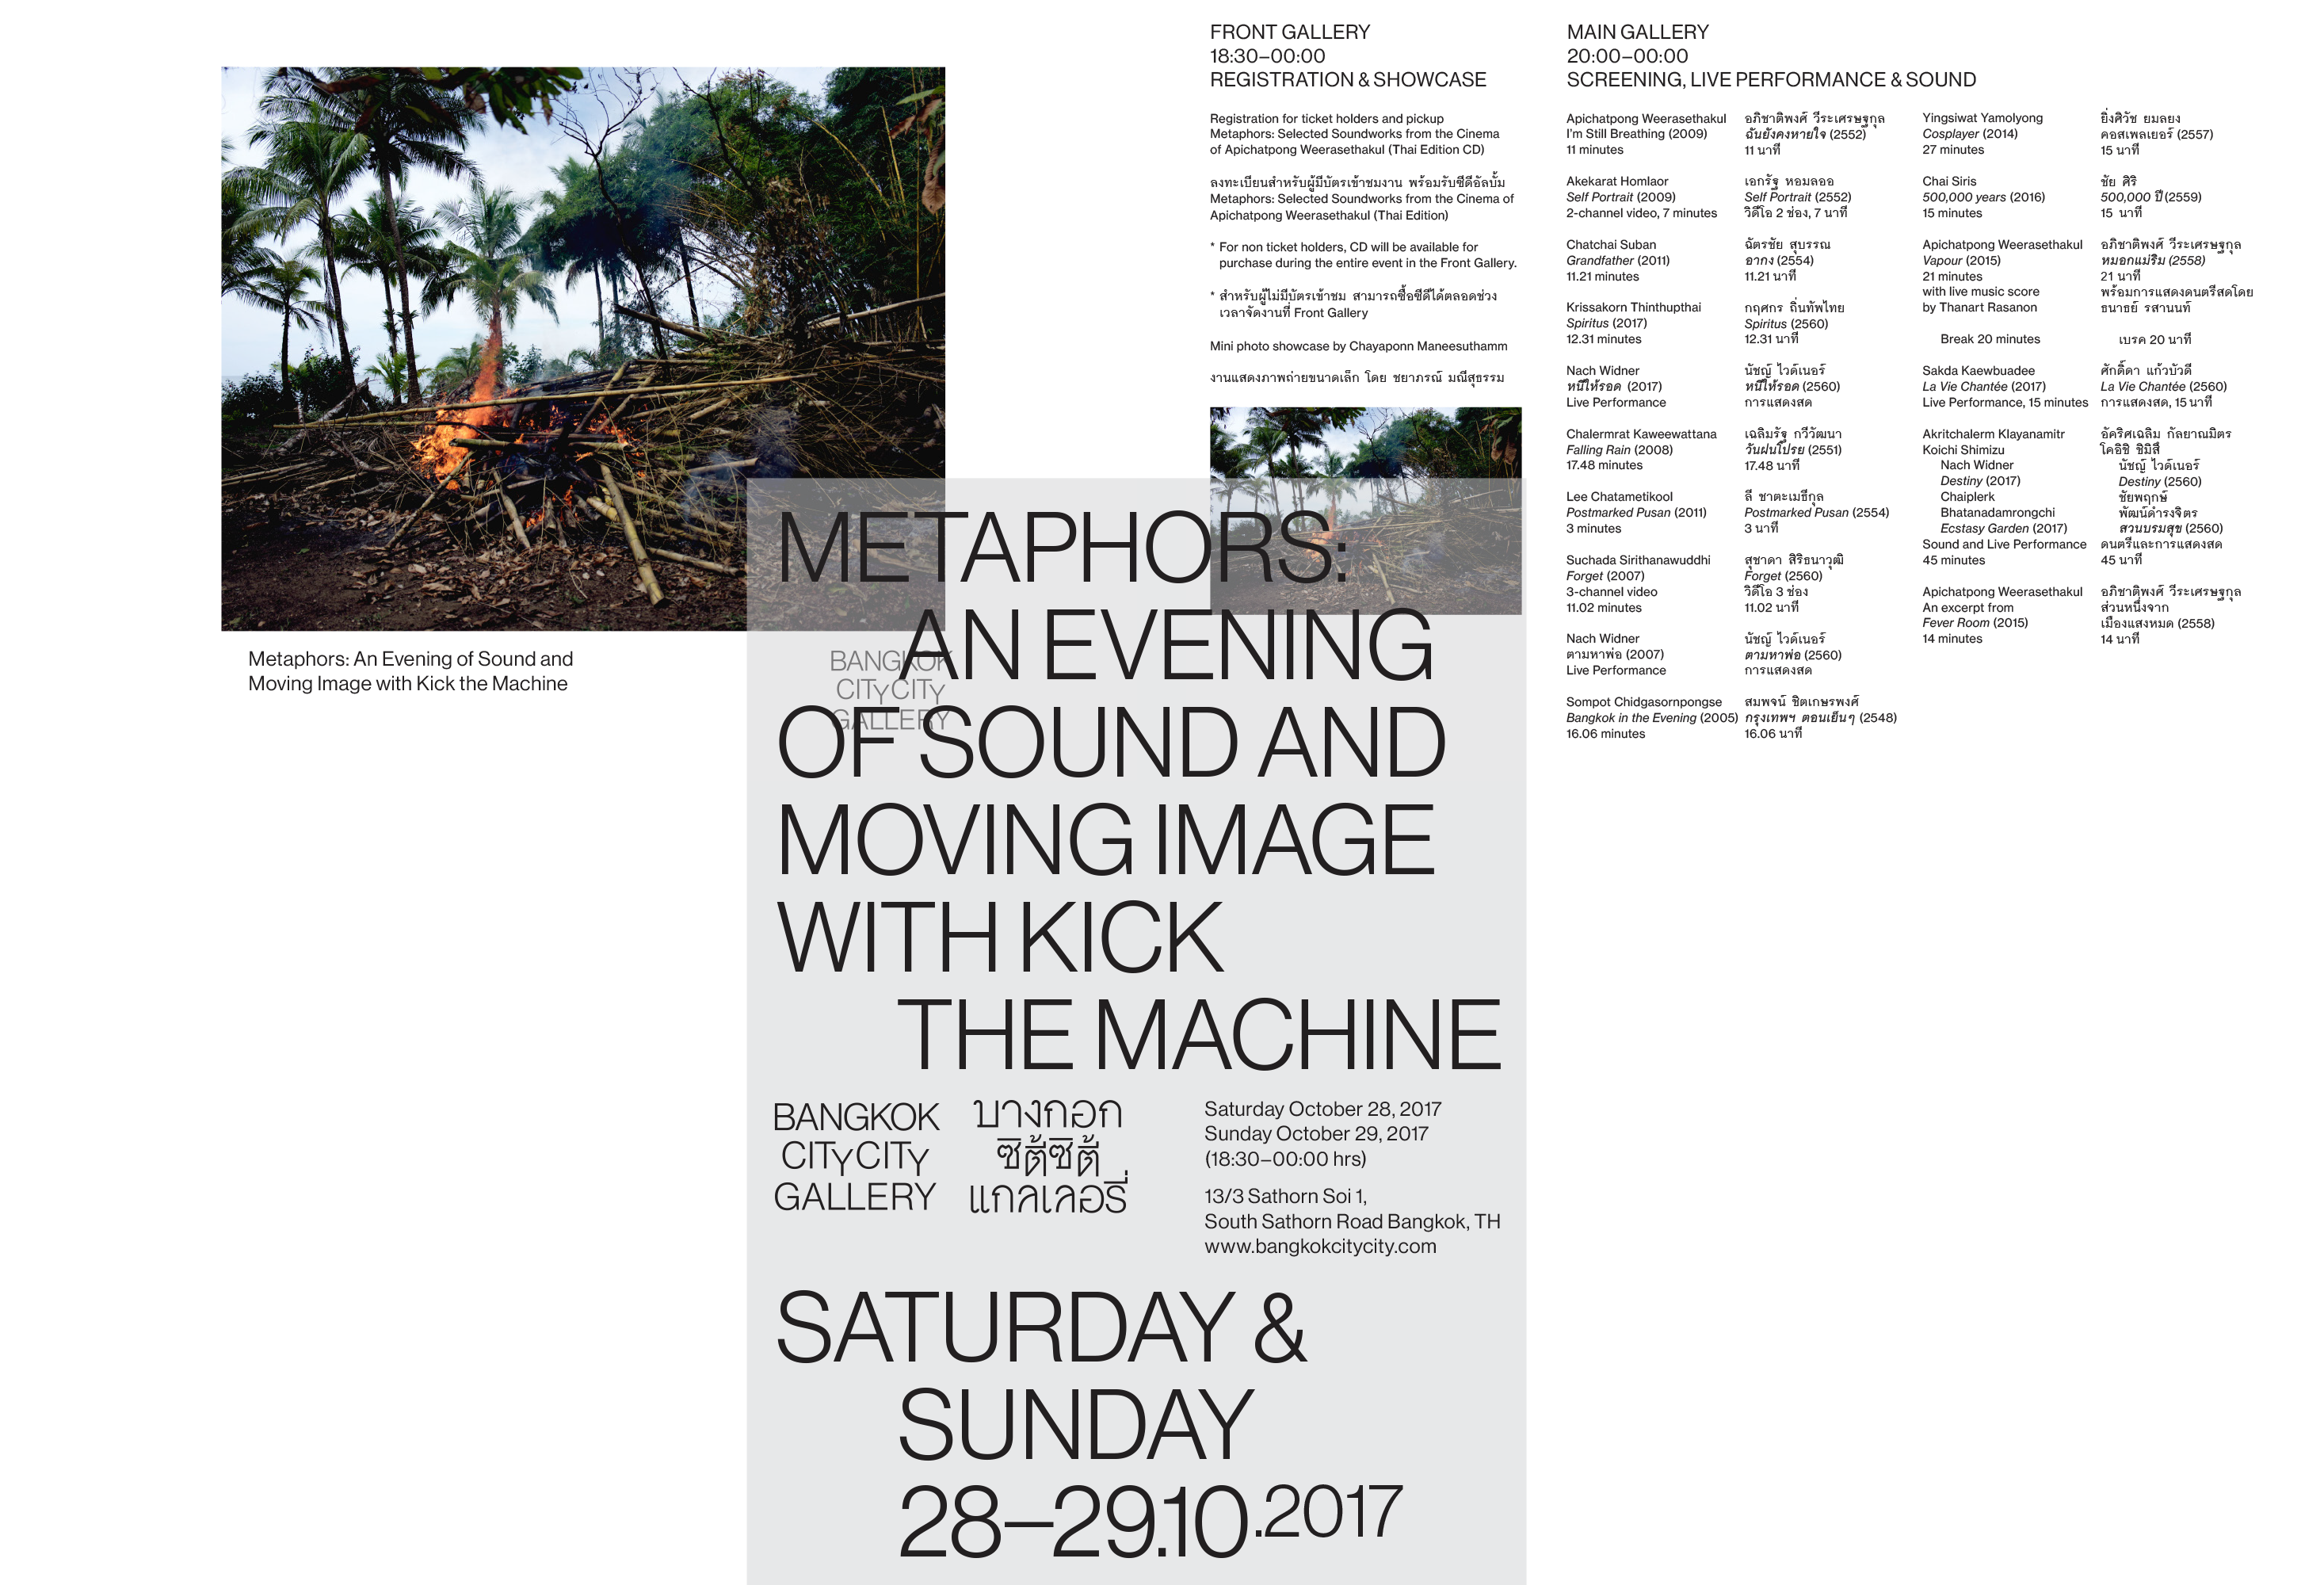 FRONT GALLERY
18:30–00:00
REGISTRATION & SHOWCASE
Registration for ticket holders and pickup
Metaphors: Selected Soundworks from the Cinema
of Apichatpong Weerasethakul (Thai Edition CD)
ลงทะเบียนสำหรับผู้มีบัตรเข้าชมงาน พร้อมรับซีดีอัลบั้ม
Metaphors: Selected Soundworks from the Cinema of
Apichatpong Weerasethakul (Thai Edition)
* For non ticket holders, CD will be available for
purchase during the entire event in the Front Gallery.
* สำหรับผู้ไม่มีบัตรเข้าชม สามารถซื้อซีดีได้ตลอดช่วง
เวลาจัดงานที่ Front Gallery
Mini photo showcase by Chayaponn Maneesuthamm
งานแสดงภาพถ่ายขนาดเล็ก โดย ชยาภรณ์ มณีสุธรรม
MAIN GALLERY
20:00–00:00
SCREENING, LIVE PERFORMANCE & SOUND
Apichatpong Weerasethakul
I'm Still Breathing (2009)
11 minutes
Akekarat Homlaor
Self Portrait (2009)
2-channel video, 7 minutes
Chatchai Suban
Grandfather (2011)
11.21 minutes
Krissakorn Thinthupthai
Spiritus (2017)
12.31 minutes
Nach Widner
หนีให้รอด (2017)
Live Performance
Chalermrat Kaweewattana
Falling Rain (2008)
17.48 minutes
Lee Chatametikool
Postmarked Pusan (2011)
3 minutes
Suchada Sirithanawuddhi
Forget (2007)
3-channel video
11.02 minutes
Nach Widner
ตามหาพ่อ (2007)
Live Performance
Sompot Chidgasornpongse
Bangkok in the Evening (2005)
16.06 minutes
อภิชาติพงศ์ วีระเศรษฐกุล
ฉันยังคงหายใจ (2552)
11 นาที
เอกรัฐ หอมลออ
Self Portrait (2552)
วิดีโอ 2 ช่อง, 7 นาที
ฉัตรชัย สุบรรณ
อากง (2554)
11.21 นาที
กฤศกร ถิ่นทัพไทย
Spiritus (2560)
12.31 นาที
นัชญ์ ไวด์เนอร์
หนีให้รอด (2560)
การแสดงสด
เฉลิมรัฐ กวีวัฒนา
วันฝนโปรย (2551)
17.48 นาที
ลี ชาตะเมธีกุล
Postmarked Pusan (2554)
3 นาที
สุชาดา สิริธนาวุฒิ
Forget (2560)
วิดีโอ 3 ช่อง
11.02 นาที
นัชญ์ ไวด์เนอร์
ตามหาพ่อ (2560)
การแสดงสด
สมพจน์ ชิตเกษรพงศ์
กรุงเทพฯ ตอนเย็นๆ (2548)
16.06 นาที
Yingsiwat Yamolyong
Cosplayer (2014)
27 minutes
Chai Siris
500,000 years (2016)
15 minutes
Apichatpong Weerasethakul
Vapour (2015)
21 minutes
with live music score
by Thanart Rasanon
Break 20 minutes
Sakda Kaewbuadee
La Vie Chantée (2017)
Live Performance, 15 minutes
Akritchalerm Klayanamitr
Koichi Shimizu
Nach Widner
Destiny (2017)
Chaiplerk
Bhatanadamrongchi
Ecstasy Garden (2017)
Sound and Live Performance
45 minutes
Apichatpong Weerasethakul
An excerpt from
Fever Room (2015)
14 minutes
ยิ่งศิวัช ยมลยง
คอสเพลเยอร์ (2557)
15 นาที
ชัย ศิริ
500,000 ปี (2559)
15 นาที
อภิชาติพงศ์ วีระเศรษฐกุล
หมอกแม่ริม (2558)
21 นาที
พร้อมการแสดงดนตรีสดโดย
ธนาธย์ รสานนท์
เบรค 20 นาที
ศักดิ์ดา แก้วบัวดี
La Vie Chantée (2560)
การแสดงสด, 15 นาที
อัคริศเฉลิม กัลยาณมิตร
โคอิชิ ชิมิสึ
นัชญ์ ไวด์เนอร์
Destiny (2560)
ชัยพฤกษ์
พัฒน์ดำรงจิตร
สวนบรมสุข (2560)
ดนตรีและการแสดงสด
45 นาที
อภิชาติพงศ์ วีระเศรษฐกุล
ส่วนหนึ่งจาก
เมืองแสงหมด (2558)
14 นาที
Metaphors: An Evening of Sound and
Moving Image with Kick the Machine
BANGKOK
CITYCITY
GALLERY
METAPHORS:
AN EVENING
OF SOUND AND
MOVING IMAGE
WITH KICK
THE MACHINE
BANGKOK
CITYCITY
GALLERY
บางกอก
ซิตี้ซิตี้
แกลเลอรี่
Saturday October 28, 2017
Sunday October 29, 2017
(18:30–00:00 hrs)
13/3 Sathorn Soi 1,
South Sathorn Road Bangkok, TH
www.bangkokcitycity.com
SATURDAY &
SUNDAY
28–29.10.2017